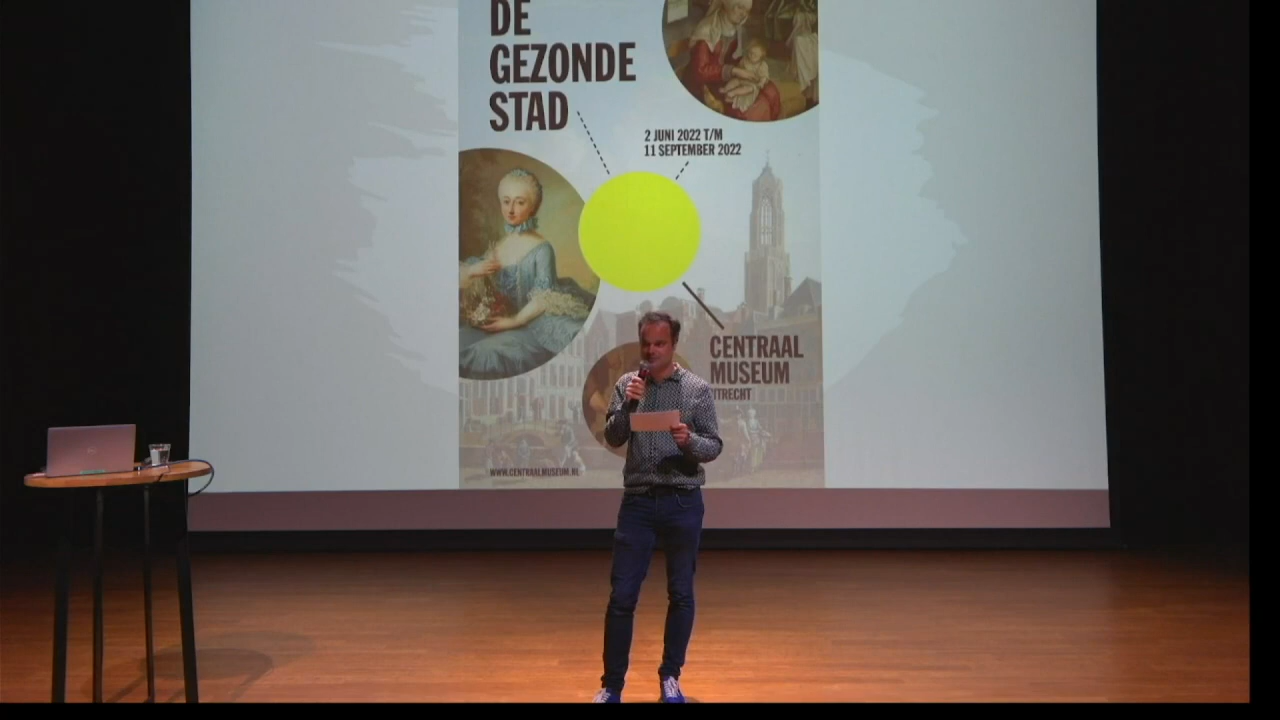 DE
GEZONDE
STAD
2 JUNI 2022 T/M
11 SEPTEMBER 2022
CENTRAAL
MUSEUM
UTRECHT
WWW.CENTRAALMUSEUM.NL